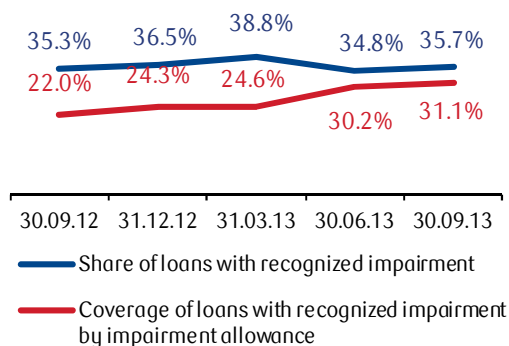 35.3% 36.5% 38.8% 34.8% 35.7%
22.0% 24.3% 24.6% 30.2% 31.1%
30.09.12 31.12.12 31.03.13 30.06.13 30.09.13
Share of loans with recognized impairment
Coverage of loans with recognized impairment
by impairment allowance